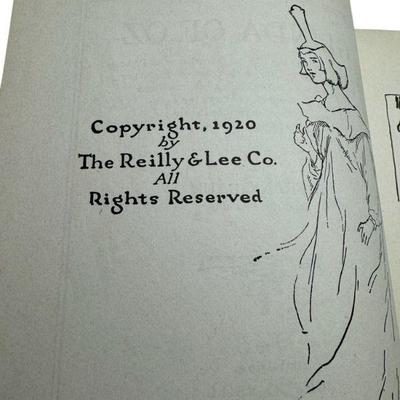 Copyright, 1920
by
The Reilly & Lee Co.
All
Rights Reserved